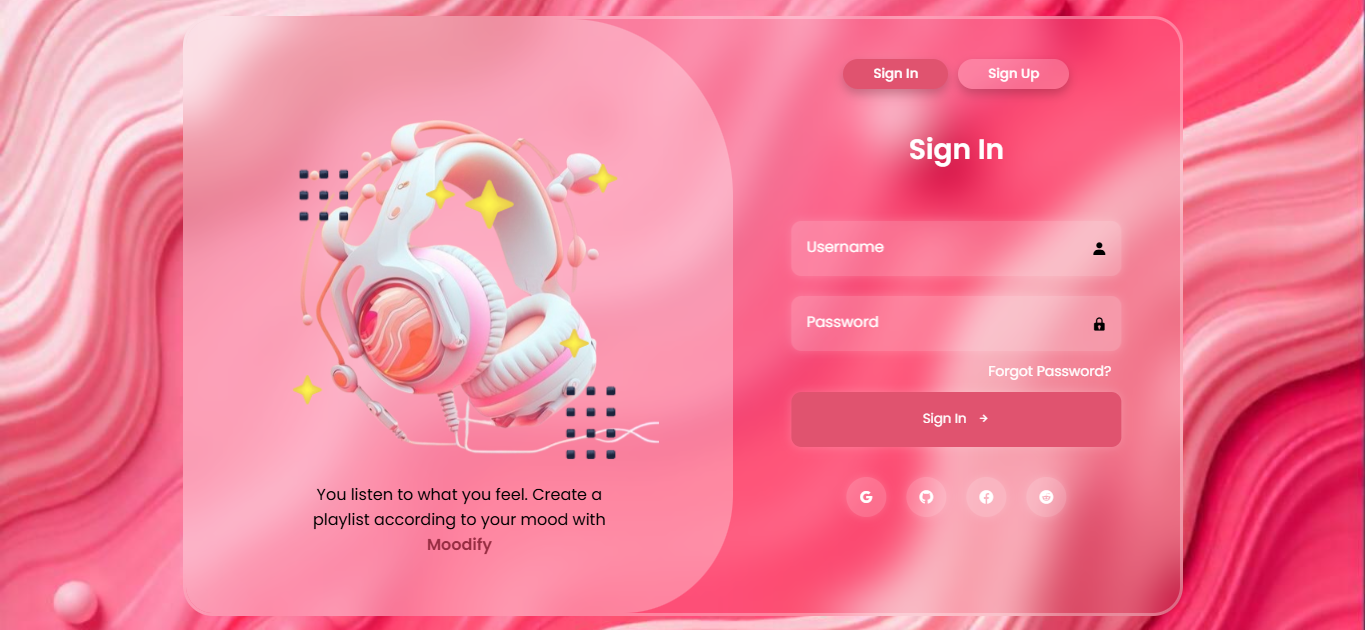 Sign In
Sign Up
Sign In
Username
Password
Forgot Password?
Sign In
You listen to what you feel. Create a
playlist according to your mood with
Moodify